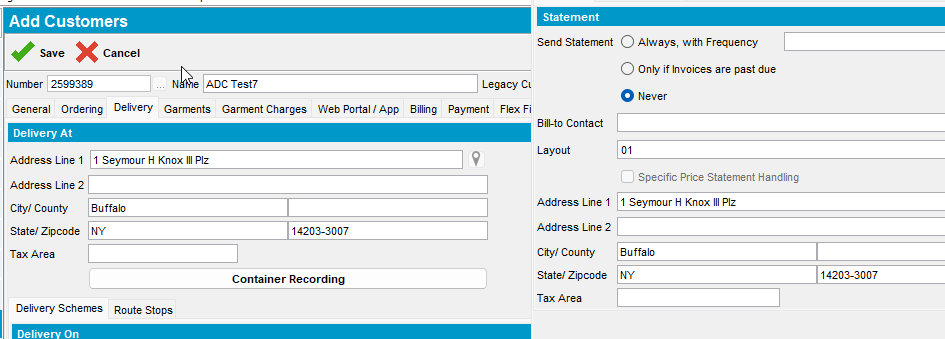 Add Customers
Save Cancel
Number 2599389 ... Name ADC Test7 Legacy Cu
General Ordering Delivery Garments Garment Charges Web Portal / App Billing Payment Flex Fi
Delivery At
Address Line 1 1 Seymour H Knox III Plz
Address Line 2
City/ County Buffalo
State/ Zipcode NY 14203-3007
Tax Area
Container Recording
Delivery Schemes Route Stops
Delivery On
Statement
Send Statement Always, with Frequency
Only if Invoices are past due
Never
Bill-to Contact
Layout 01
Specific Price Statement Handling
Address Line 1 1 Seymour H Knox III Plz
Address Line 2
City/ County Buffalo
State/ Zipcode NY 14203-3007
Tax Area